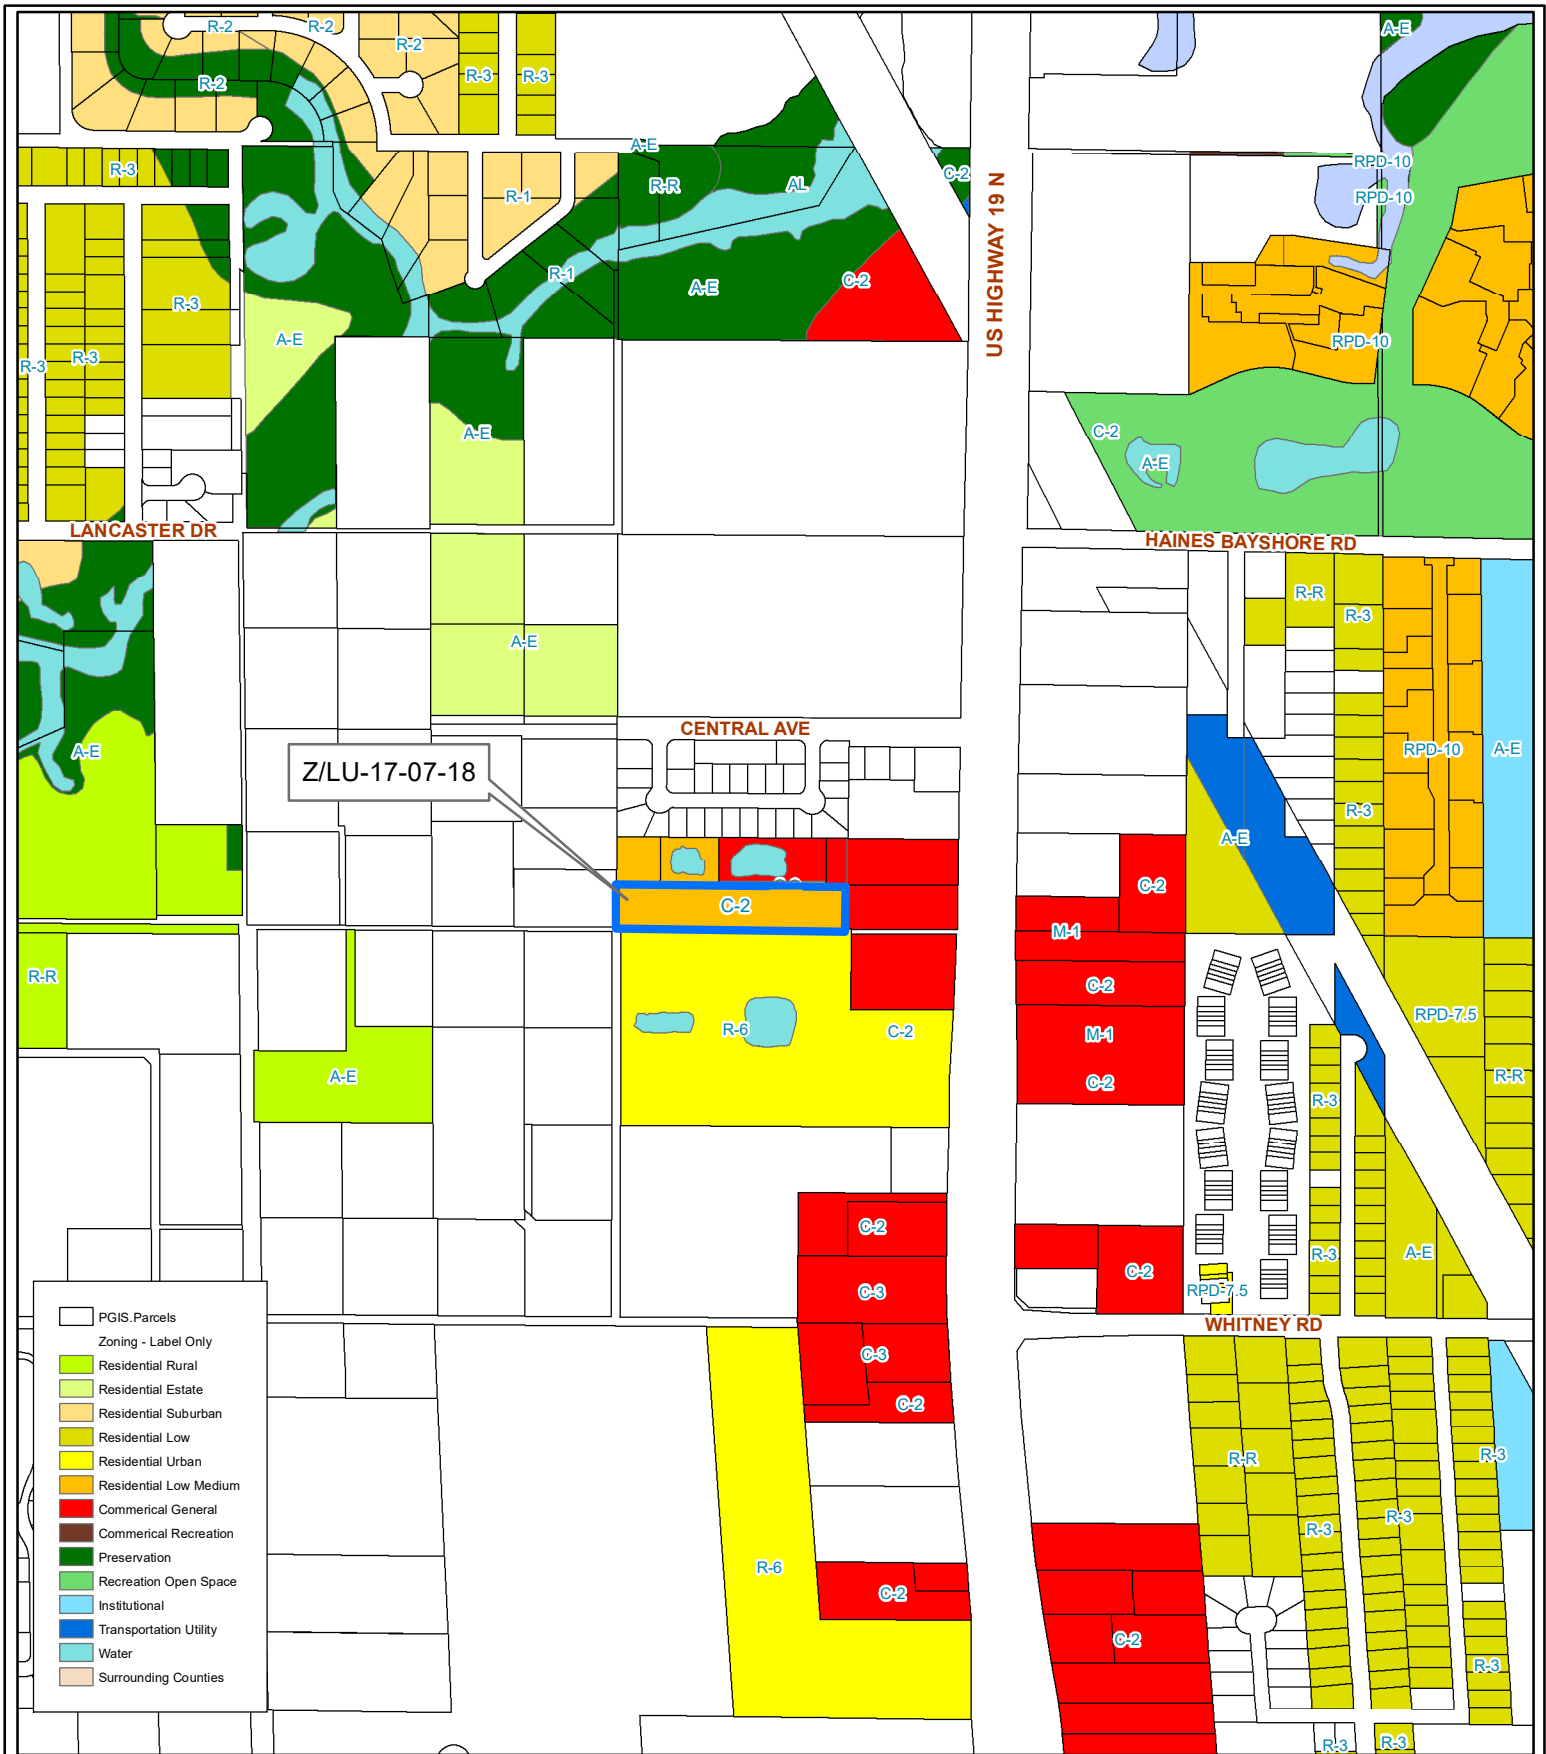 R-2
R-2
A-E
R-2
R-3
R-3
R-2
A-E
RPD-10
R-3
C-2
R-R
AL
R-1
RPD-10
US HIGHWAY 19 N
R-1
C-2
A-E
R-3
A-E
RPD-10
R-3
R-3
C-2
A-E
A-E
LANCASTER DR
HAINES BAYSHORE RD
R-R
R-3
A-E
CENTRAL AVE
A-E
RPD-10
A-E
Z/LU-17-07-18
R-3
A-E
C-2
C-2
M-1
R-R
C-2
RPD-7.5
R-6
C-2
M-1
A-E
C-2
R-R
R-3
C-2
R-3
A-E
C-2
C-3
RPD-7.5
PGIS.Parcels
WHITNEY RD
Zoning - Label Only
C-3
Residential Rural
Residential Estate
C-2
Residential Suburban
Residential Low
R-R
R-3
Residential Urban
Residential Low Medium
Commerical General
R-3
R-3
Commerical Recreation
Preservation
R-6
Recreation Open Space
C-2
Institutional
Transportation Utility
C-2
Water
R-3
Surrounding Counties
R-3
R-3